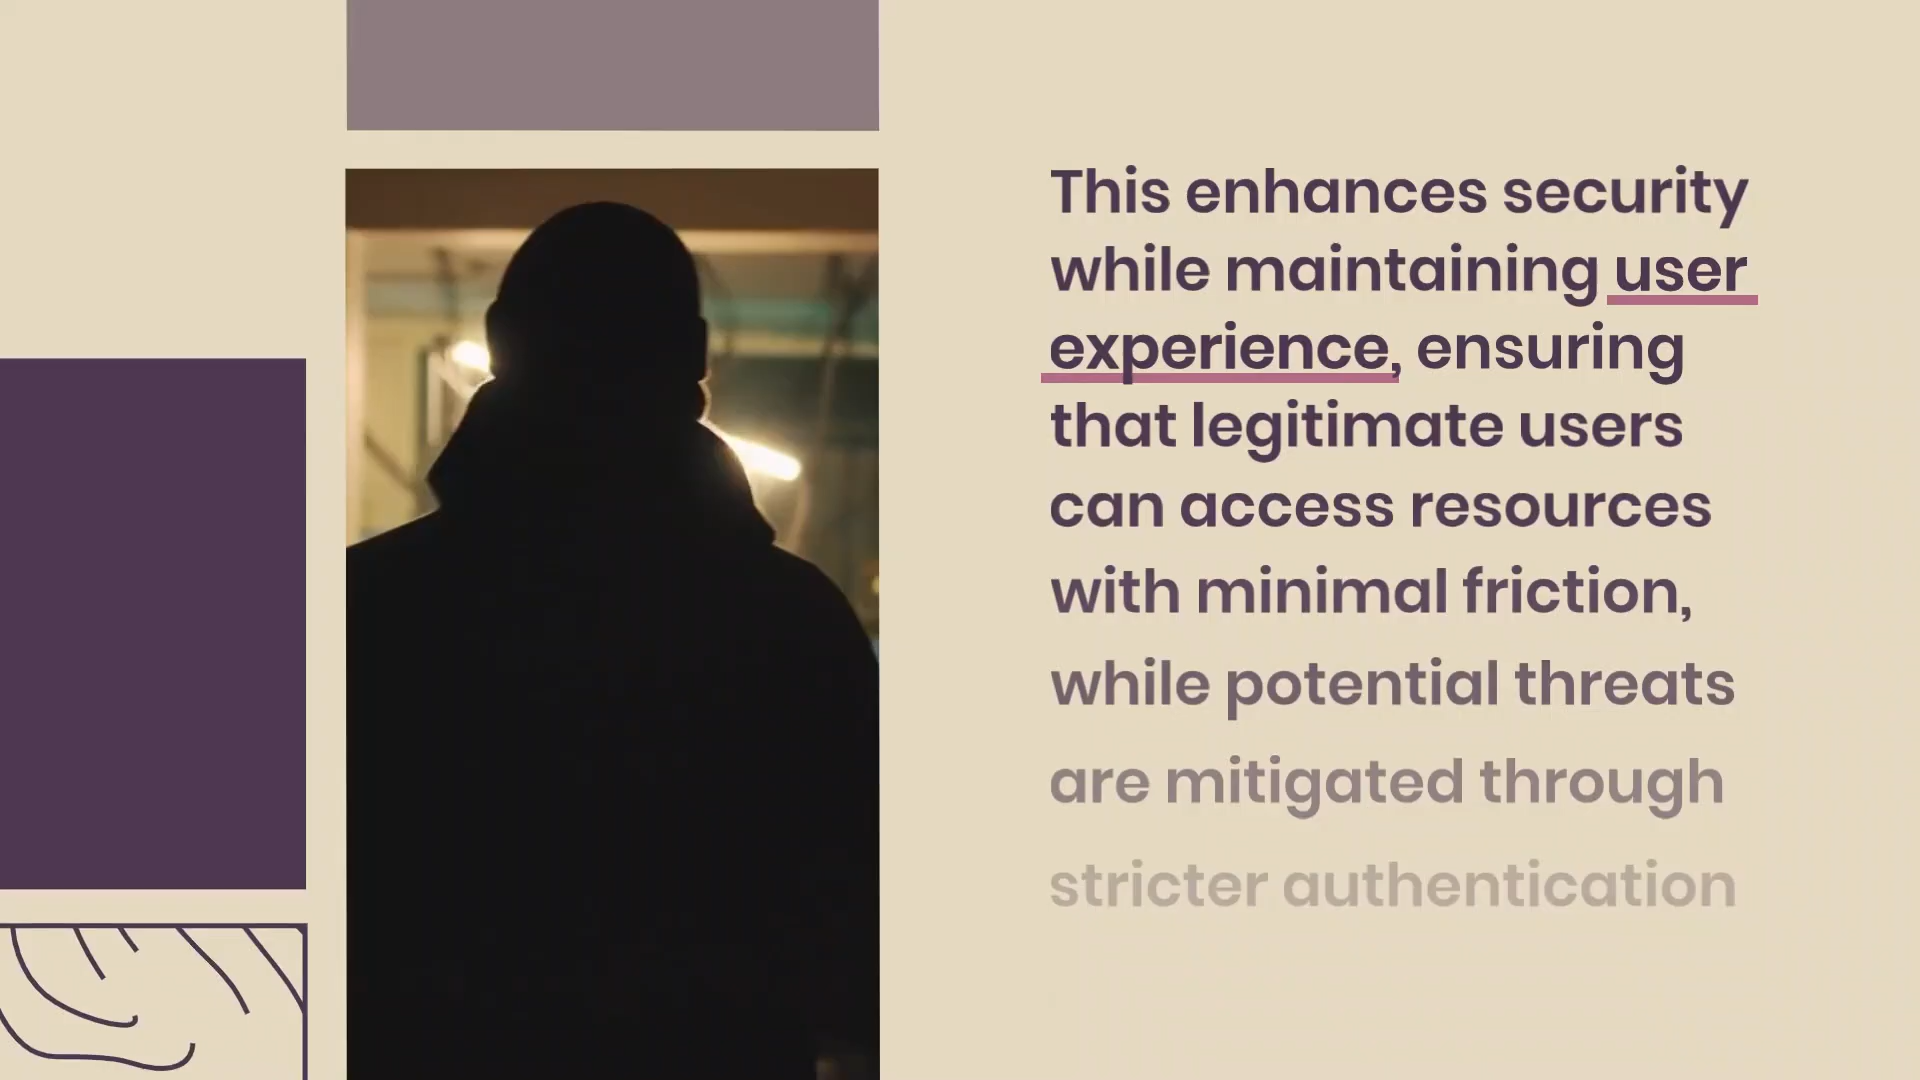 This enhances security
while maintaining user
experience, ensuring
that legitimate users
can access resources
with minimal friction,
while potential threats
are mitigated through
stricter authentication